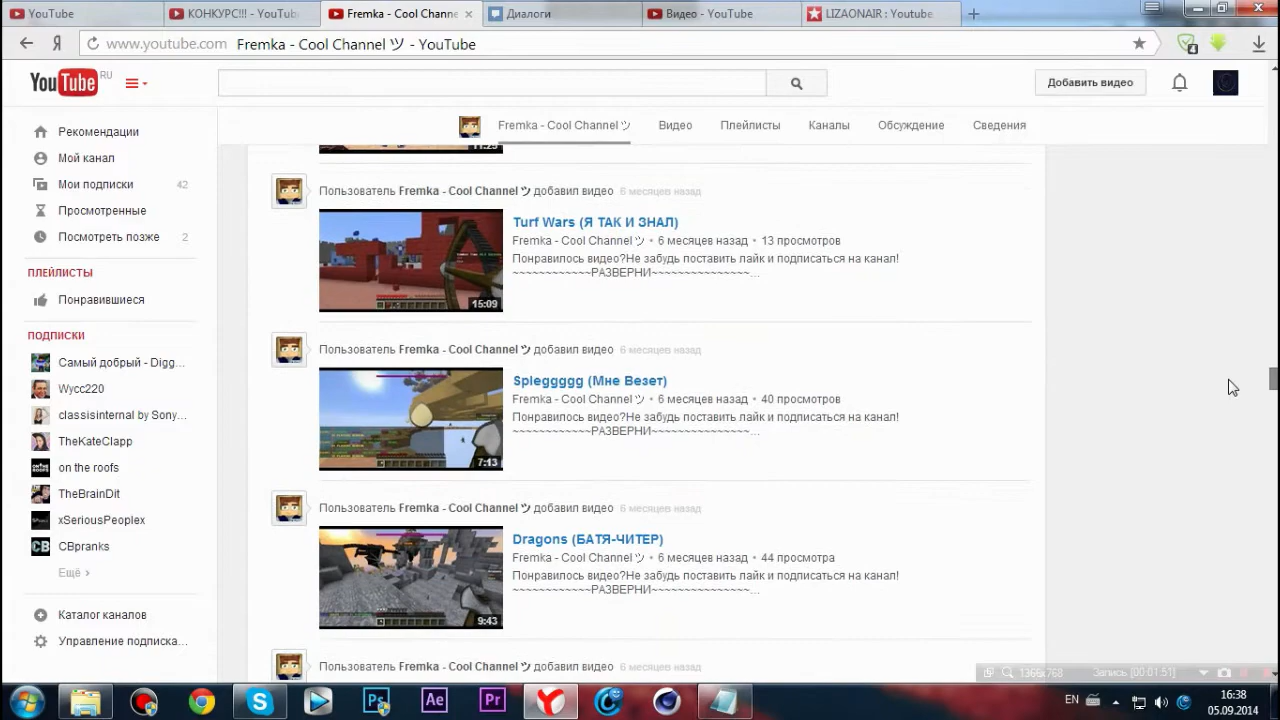 YouTube
КОНКУРС!!! - YouTub
Fremka - Cool Channe
Диалоги
Видео - YouTube
LIZAONAIR : Youtube
www.youtube.com Fremka - Cool Channel ツ - YouTube
4
YouTube RU
Добавить видео
Fremka - Cool Channel ツ Видео Плейлисты Каналы Обсуждение Сведения
Рекомендации
Мой канал
Мои подписки 42
Просмотренные
Посмотреть позже 2
ПЛЕЙЛИСТЫ
Понравившиеся
ПОДПИСКИ
Самый добрый - Digg...
Wycc220
classisinternal by Sony...
TheKateClapp
on the roofs
TheBrainDit
xSeriousPeoplex
CBpranks
Ещё ›
Каталог каналов
Управление подписка...
11:23
Пользователь Fremka - Cool Channel ツ добавил видео 6 месяцев назад
Turf Wars (Я ТАК И ЗНАЛ)
Fremka - Cool Channel ツ • 6 месяцев назад • 13 просмотров
Понравилось видео?Не забудь поставить лайк и подписаться на канал!
~~~~~~~~~~~~РАЗВЕРНИ~~~~~~~~~~~~~~~...
15:09
Пользователь Fremka - Cool Channel ツ добавил видео 6 месяцев назад
Spleggggg (Мне Везет)
Fremka - Cool Channel ツ • 6 месяцев назад • 40 просмотров
Понравилось видео?Не забудь поставить лайк и подписаться на канал!
~~~~~~~~~~~~РАЗВЕРНИ~~~~~~~~~~~~~~~...
7:13
Пользователь Fremka - Cool Channel ツ добавил видео 6 месяцев назад
Dragons (БАТЯ-ЧИТЕР)
Fremka - Cool Channel ツ • 6 месяцев назад • 44 просмотра
Понравилось видео?Не забудь поставить лайк и подписаться на канал!
~~~~~~~~~~~~РАЗВЕРНИ~~~~~~~~~~~~~~~...
9:43
Пользователь Fremka - Cool Channel ツ добавил видео 6 месяцев назад
1366x768 Запись [00:01:51]
EN
16:38
05.09.2014